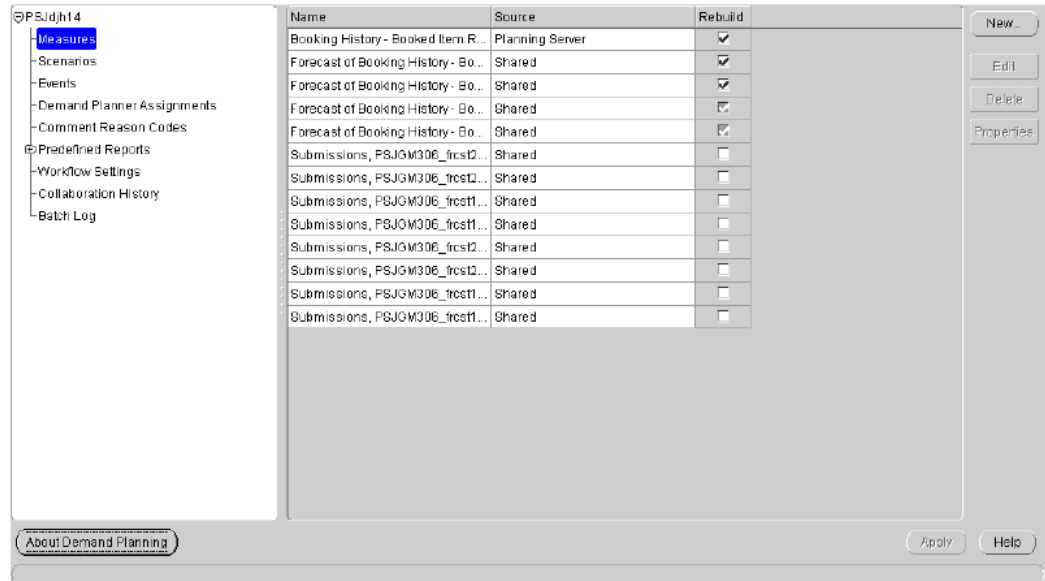 PSJdjh14
Measures
Scenarios
Events
Demand Planner Assignments
Comment Reason Codes
Predefined Reports
Workflow Settings
Collaboration History
Batch Log
Name Source Rebuild
Booking History - Booked Item:R... Planning Server
Forecast of Booking History - Bo... Shared
Forecast of Booking History - Bo... Shared
Forecast of Booking History - Bo... Shared
Forecast of Booking History - Bo... Shared
Submissions, PSJGM306_frcst2... Shared
Submissions, PSJGM306_frcst2... Shared
Submissions, PSJGM306_frcst1... Shared
Submissions, PSJGM306_frcst1... Shared
Submissions, PSJGM306_frcst2... Shared
Submissions, PSJGM306_frcst2... Shared
Submissions, PSJGM306_frcst1... Shared
Submissions, PSJGM306_frcst1... Shared
New...
Edit
Delete
Properties
About Demand Planning
Apply
Help